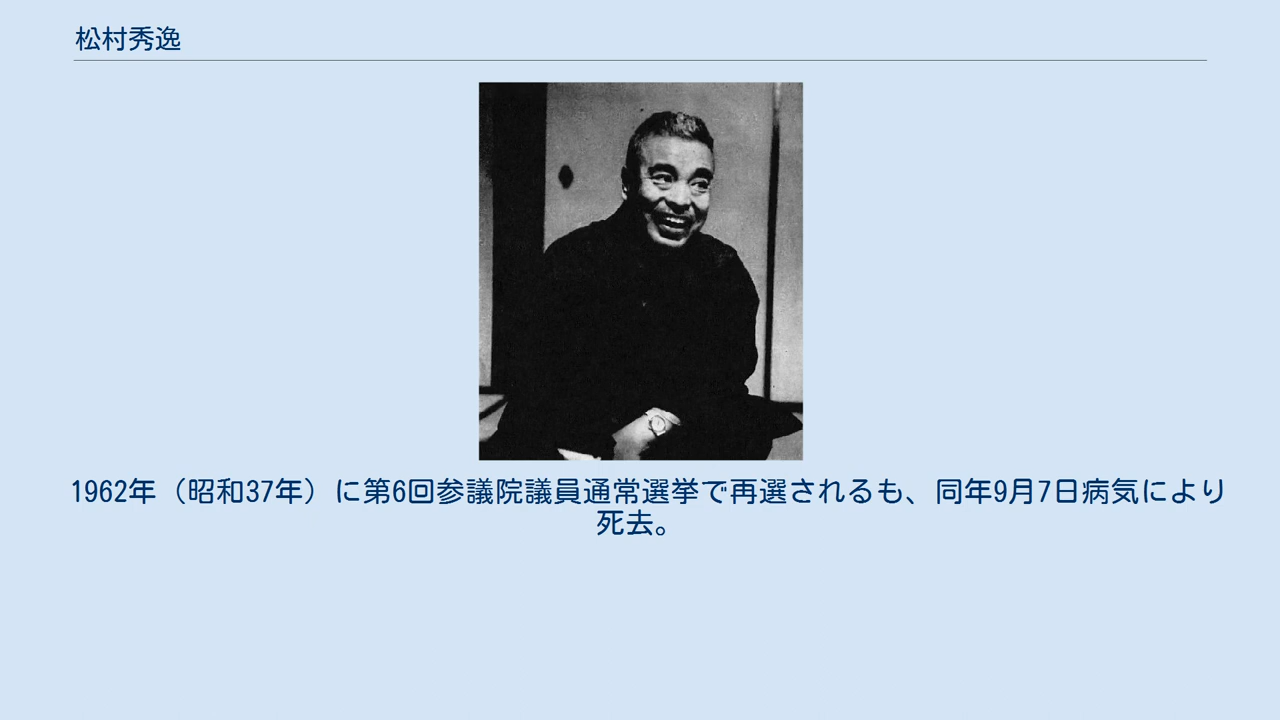 松村秀逸
1962年（昭和37年）に第6回参議院議員通常選挙で再選されるも、同年9月7日病気により
死去。